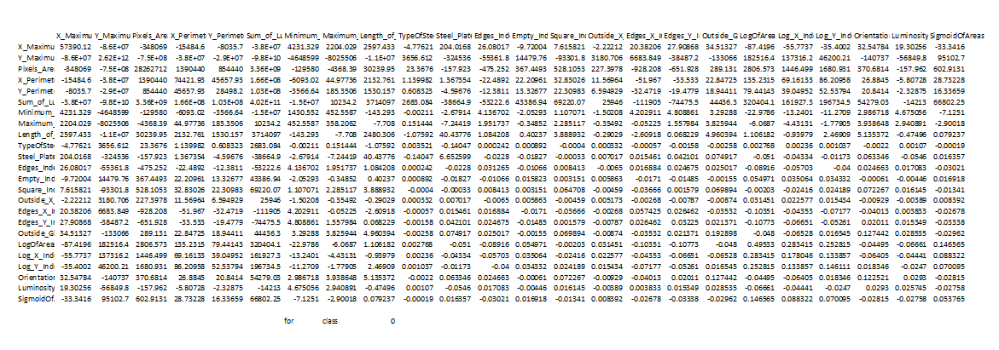 X_Maximu Y_Maximu Pixels_Are X_Perimet Y_Perimet Sum_of_Lu Minimum_ Maximum_ Length_of_ TypeOfSte Steel_Plate Edges_Indi Empty_Ind Square_Ind Outside_X Edges_X_I Edges_Y_I Outside_G LogOfArea Log_X_Ind Log_Y_Ind Orientatio Luminosity SigmoidOfAreas
X_Maximu 57390.12 -8.6E+07 -348069 -15484.6 -8035.7 -3.8E+07 4231.329 2204.029 2597.433 -4.77621 204.0168 26.08017 -9.72004 7.615821 -2.22212 20.38206 27.90868 34.51327 -87.4196 -55.7737 -35.4002 32.54784 19.30256 -33.3416
Y_Maximu -8.6E+07 2.62E+12 -7.5E+08 -3.8E+07 -2.9E+07 -9.8E+10 -4648599 -8025506 -1.1E+07 3656.612 -324536 -55361.8 14479.76 -93301.8 3180.706 6683.849 -38487.2 -133066 182516.4 137316.2 46200.21 -140737 -56849.8 95102.7
Pixels_Are -348069 -7.5E+08 28262712 1390440 854440 3.36E+09 -129580 -4368.39 30239.95 23.3676 -157.923 -475.252 367.4493 528.1053 227.3978 -928.208 -651.928 289.131 2806.573 1446.499 1680.931 370.6814 -157.962 602.9131
X_Perimet -15484.6 -3.8E+07 1390440 74421.93 45657.93 1.66E+08 -6093.02 44.97736 2132.761 1.139982 1.367354 -22.4892 22.20961 32.83026 11.56964 -51.967 -33.533 22.84725 135.2315 69.16133 86.20958 26.8845 -5.80728 28.73228
Y_Perimet -8035.7 -2.9E+07 854440 45657.93 28498.2 1.03E+08 -3566.64 185.3506 1530.157 0.608323 -4.59676 -12.3811 13.32677 22.30983 6.594929 -32.4719 -19.4779 18.94411 79.44143 39.04952 52.53794 20.8414 -2.32875 16.33659
Sum_of_Lu -3.8E+07 -9.8E+10 3.36E+09 1.66E+08 1.03E+08 4.02E+11 -1.5E+07 10234.2 3714097 2683.084 -38664.9 -53222.6 43386.94 69220.07 25946 -111905 -74475.5 44436.3 320404.1 161927.3 196734.5 54279.03 -14213 66802.25
Minimum_ 4231.329 -4648599 -129580 -6093.02 -3566.64 -1.5E+07 1430.552 452.5587 -143.293 -0.00211 -2.67914 4.136702 -2.05293 1.107071 -1.50208 4.202911 4.808861 3.29288 -22.9786 -13.2401 -11.2709 2.986718 4.675056 -7.1251
Maximum_ 2204.029 -8025506 -4368.39 44.97736 185.3506 10234.2 452.5587 358.2062 -7.708 0.151444 -7.24419 1.951737 -0.34852 2.285117 -0.35492 -0.05225 1.557984 3.825944 -6.0687 -4.43101 -1.77905 3.938648 2.940891 -2.90018
Length_of_ 2597.433 -1.1E+07 30239.95 2132.761 1530.157 3714097 -143.293 -7.708 2480.306 -1.07592 40.43776 1.084208 0.40237 3.888932 -0.29029 -2.60918 0.068229 4.960394 1.106182 -0.93979 2.46909 5.135372 -0.47496 0.079237
TypeOfSte -4.77621 3656.612 23.3676 1.139982 0.608323 2683.084 -0.00211 0.151444 -1.07592 0.003521 -0.14047 0.000242 0.000892 -0.0004 0.000332 -0.00057 -0.00158 -0.00258 0.002768 0.00236 0.001037 -0.0022 0.00107 -0.00019
Steel_Plate 204.0168 -324536 -157.923 1.367354 -4.59676 -38664.9 -2.67914 -7.24419 40.43776 -0.14047 6.652599 -0.0228 -0.01827 -0.00033 0.007017 0.015461 0.042101 0.074917 -0.051 -0.04334 -0.01173 0.063346 -0.0546 0.016357
Edges_Ind 26.08017 -55361.8 -475.252 -22.4892 -12.3811 -53222.6 4.136702 1.951737 1.084208 0.000242 -0.0228 0.031265 -0.01066 0.008413 -0.0065 0.016884 0.024675 0.025017 -0.08916 -0.05703 -0.04 0.024663 0.017083 -0.03021
Empty_Ind -9.72004 14479.76 367.4493 22.20961 13.32677 43386.94 -2.05293 -0.34852 0.40237 0.000892 -0.01827 -0.01066 0.015823 0.003151 0.005863 -0.0171 -0.01485 -0.00155 0.054971 0.035064 0.034332 -0.00061 -0.00446 0.016918
Square_Ind 7.615821 -93301.8 528.1053 32.83026 22.30983 69220.07 1.107071 2.285117 3.888932 -0.0004 -0.00033 0.008413 0.003151 0.064708 -0.00459 -0.03666 0.001579 0.069894 -0.00203 -0.02416 0.024189 0.072267 0.016145 -0.01341
Outside_X_ -2.22212 3180.706 227.3978 11.56964 6.594929 25946 -1.50208 -0.35492 -0.29029 0.000332 0.007017 -0.0065 0.005863 -0.00459 0.005173 -0.00268 -0.00787 -0.00874 0.031451 0.022577 0.015434 -0.00929 -0.00389 0.008392
Edges_X_I 20.38206 6683.849 -928.208 -51.967 -32.4719 -111905 4.202911 -0.05225 -2.60918 -0.00057 0.015461 0.016884 -0.0171 -0.03666 -0.00268 0.057425 0.026462 -0.03532 -0.10351 -0.04353 -0.07177 -0.04013 0.003833 -0.02678
Edges_Y_I 27.90868 -38487.2 -651.928 -33.533 -19.4779 -74475.5 4.808861 1.557984 0.068229 -0.00158 0.042101 0.024675 -0.01485 0.001579 -0.00787 0.026462 0.03225 0.021371 -0.10773 -0.06651 -0.05261 0.02011 0.015349 -0.03338
Outside_Gl 34.51327 -133066 289.131 22.84725 18.94411 44436.3 3.29288 3.825944 4.960394 -0.00258 0.074917 0.025017 -0.00155 0.069894 -0.00874 -0.03532 0.021371 0.192898 -0.048 -0.06528 0.016545 0.127442 0.028535 -0.02962
LogOfArea -87.4196 182516.4 2806.573 135.2315 79.44143 320404.1 -22.9786 -6.0687 1.106182 0.002768 -0.051 -0.08916 0.054971 -0.00203 0.031451 -0.10351 -0.10773 -0.048 0.49533 0.283415 0.252815 -0.04495 -0.06661 0.146565
Log_X_Inde -55.7737 137316.2 1446.499 69.16133 39.04952 161927.3 -13.2401 -4.43101 -0.93979 0.00236 -0.04334 -0.05703 0.035064 -0.02416 0.022577 -0.04353 -0.06651 -0.06528 0.283415 0.178046 0.133857 -0.06405 -0.04441 0.088322
Log_Y_Inde -35.4002 46200.21 1680.931 86.20958 52.53794 196734.5 -11.2709 -1.77905 2.46909 0.001037 -0.01173 -0.04 0.034332 0.024189 0.015434 -0.07177 -0.05261 0.016545 0.252815 0.133857 0.146111 0.018346 -0.0247 0.070095
Orientatior 32.54784 -140737 370.6814 26.8845 20.8414 54279.03 2.986718 3.938648 5.135372 -0.0022 0.063346 0.024663 -0.00061 0.072267 -0.00929 -0.04013 0.02011 0.127442 -0.04495 -0.06405 0.018346 0.122521 0.0293 -0.02815
Luminosity 19.30256 -56849.8 -157.962 -5.80728 -2.32875 -14213 4.675056 2.940891 -0.47496 0.00107 -0.0546 0.017083 -0.00446 0.016145 -0.00389 0.003833 0.015349 0.028535 -0.06661 -0.04441 -0.0247 0.0293 0.025745 -0.02758
SigmoidOf. -33.3416 95102.7 602.9131 28.73228 16.33659 66802.25 -7.1251 -2.90018 0.079237 -0.00019 0.016357 -0.03021 0.016918 -0.01341 0.008392 -0.02678 -0.03338 -0.02962 0.146565 0.088322 0.070095 -0.02815 -0.02758 0.053765
for class 0